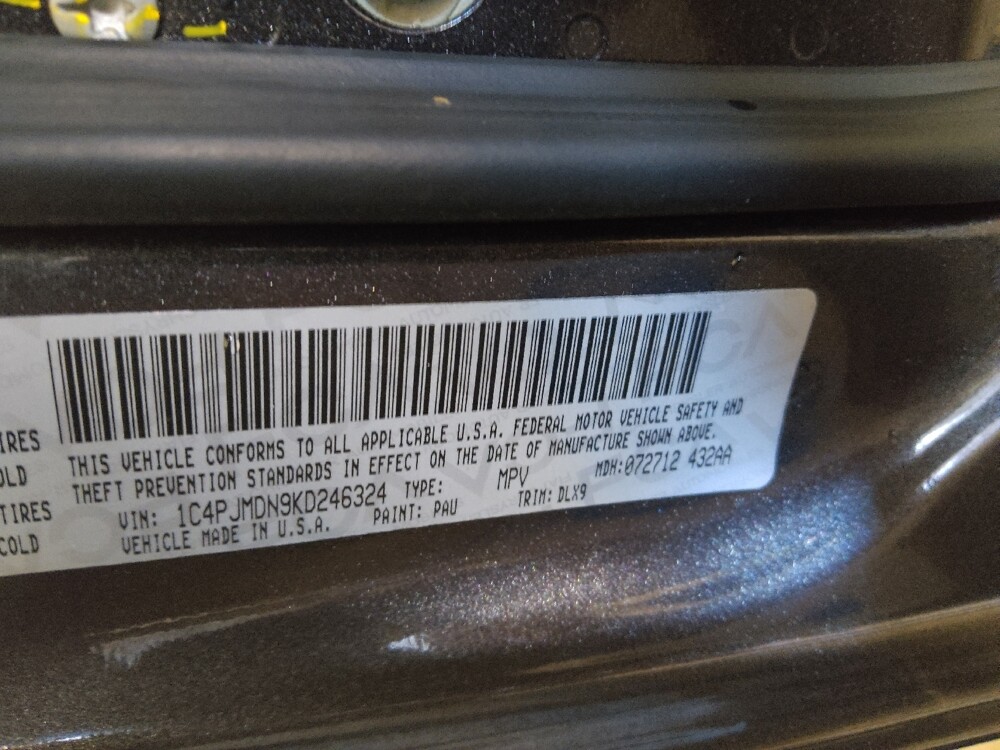 TIRES
COLD
TIRES
COLD
THIS VEHICLE CONFORMS TO ALL APPLICABLE U.S.A. FEDERAL MOTOR VEHICLE SAFETY AND
THEFT PREVENTION STANDARDS IN EFFECT ON THE DATE OF MANUFACTURE SHOWN ABOVE.
VIN: 1C4PJMDN9KD246324 TYPE: MPV MDH:072712 432AA
VEHICLE MADE IN U.S.A. PAINT: PAU TRIM: DLX9